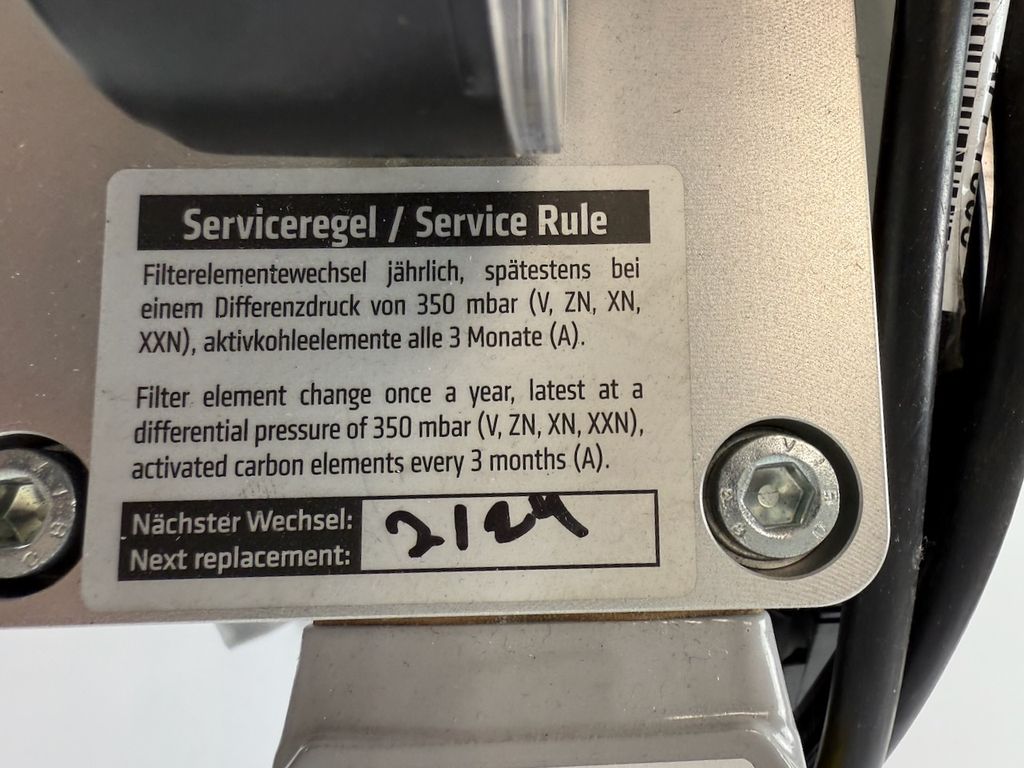 Serviceregel / Service Rule
Filterelementewechsel jährlich, spätestens bei
einem Differenzdruck von 350 mbar (V, ZN, XN,
XXN), aktivkohleelemente alle 3 Monate (A).
Filter element change once a year, latest at a
differential pressure of 350 mbar (V, ZN, XN, XXN),
activated carbon elements every 3 months (A).
Nächster Wechsel:
Next replacement:
2/24